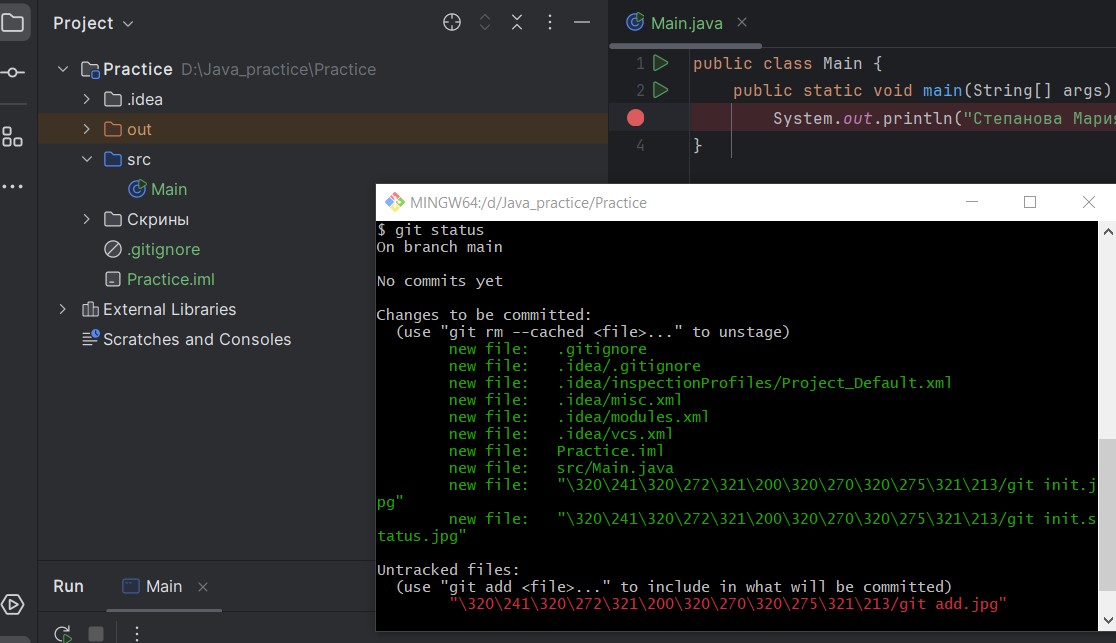 Project
Practice D:\Java_practice\Practice
.idea
out
src
Main
Скрины
.gitignore
Practice.iml
External Libraries
Scratches and Consoles
Main.java
1 public class Main {
2 public static void main(String[] args)
System.out.println("Степанова Мария
4 }
MINGW64:/d/Java_practice/Practice
$ git status
On branch main
No commits yet
Changes to be committed:
(use "git rm --cached <file>..." to unstage)
new file: .gitignore
new file: .idea/.gitignore
new file: .idea/inspectionProfiles/Project_Default.xml
new file: .idea/misc.xml
new file: .idea/modules.xml
new file: .idea/vcs.xml
new file: Practice.iml
new file: src/Main.java
new file: "\320\241\320\272\321\200\320\270\320\275\321\213/git init.j
pg"
new file: "\320\241\320\272\321\200\320\270\320\275\321\213/git init.s
tatus.jpg"
Untracked files:
(use "git add <file>..." to include in what will be committed)
"\320\241\320\272\321\200\320\270\320\275\321\213/git add.jpg"
Run
Main